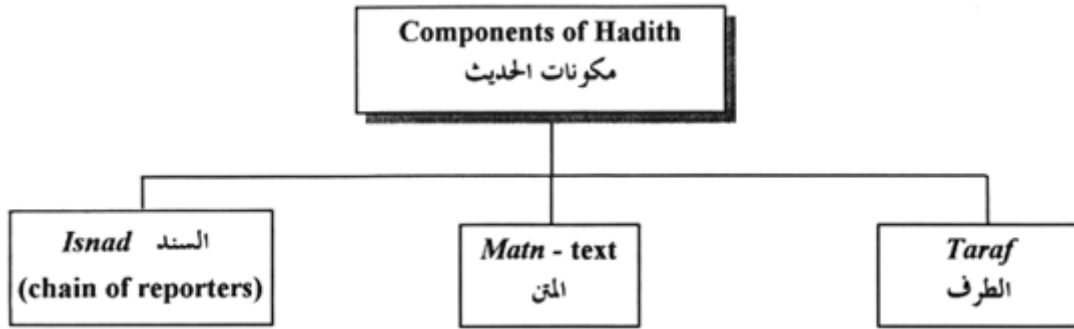 Components of Hadith
مكونات الحديث
Isnad السند
(chain of reporters)
Matn - text
المتن
Taraf
الطرف